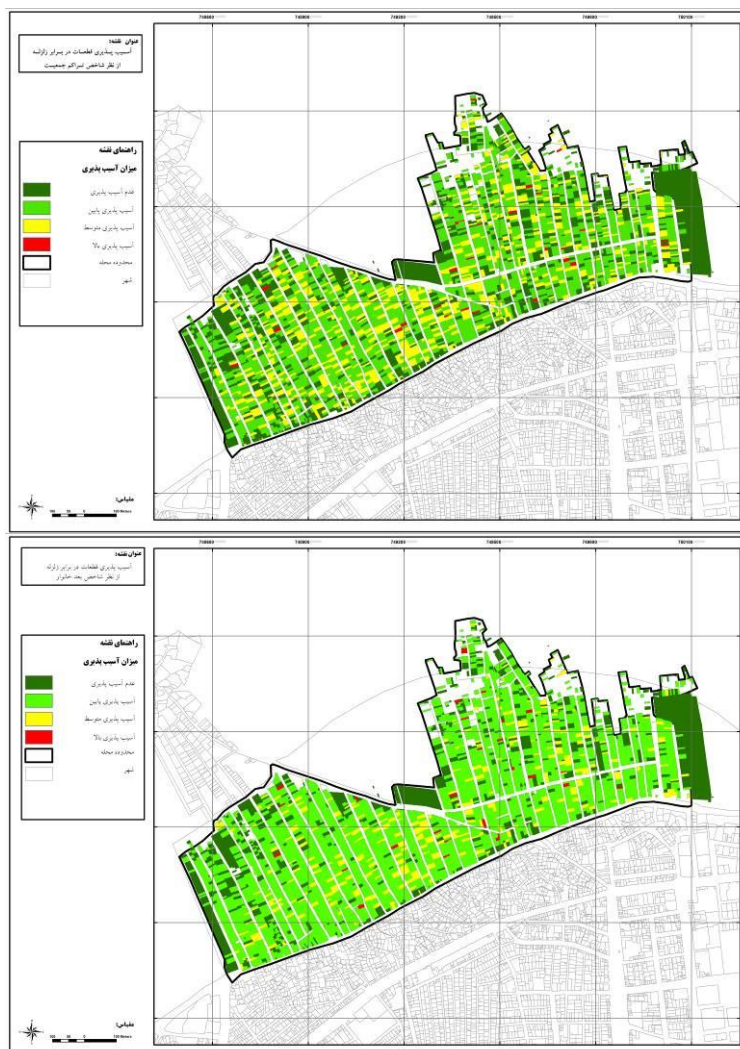 عنوان نقشه:
آسیب پذیری قطعات در برابر زلزله
از نظر شاخص تراکم جمعیت
راهنمای نقشه
میزان آسیب پذیری
عدم آسیب پذیری
آسیب پذیری پایین
آسیب پذیری متوسط
آسیب پذیری بالا
محدوده محله
شهر
مقیاس:
عنوان نقشه:
آسیب پذیری قطعات در برابر زلزله
از نظر شاخص بعد خانوار
راهنمای نقشه
میزان آسیب پذیری
عدم آسیب پذیری
آسیب پذیری پایین
آسیب پذیری متوسط
آسیب پذیری بالا
محدوده محله
شهر
مقیاس: